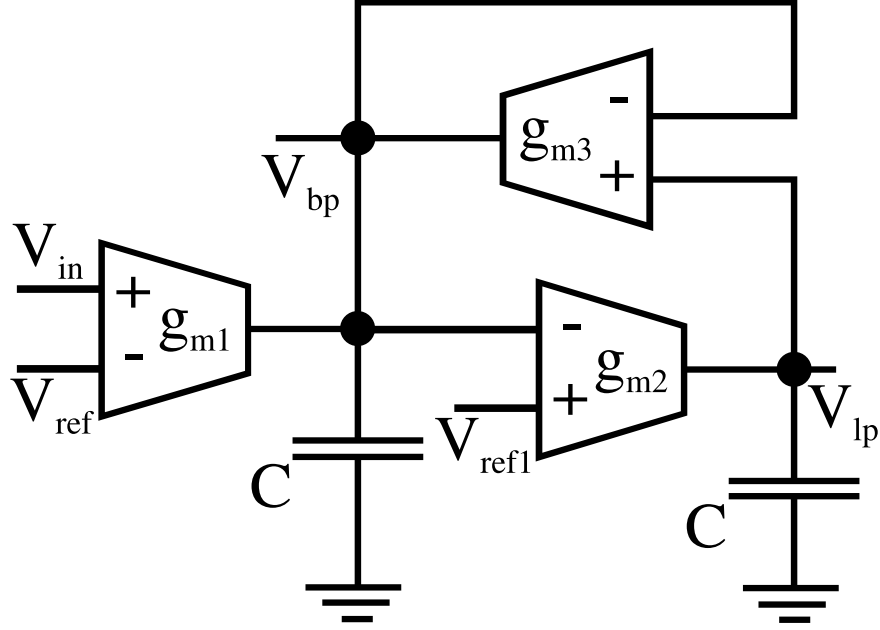 -
g_m3
+
V_bp
V_in
+
g_m1
-
V_ref
-
g_m2
+
V_ref1
V_lp
C
C